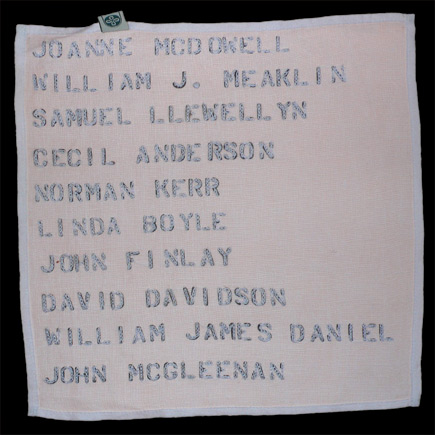 JOANNE MCDOWELL
WILLIAM J. MEAKLIN
SAMUEL LLEWELLYN
CECIL ANDERSON
NORMAN KERR
LINDA BOYLE
JOHN FINLAY
DAVID DAVIDSON
WILLIAM JAMES DANIEL
JOHN MCGLEENAN